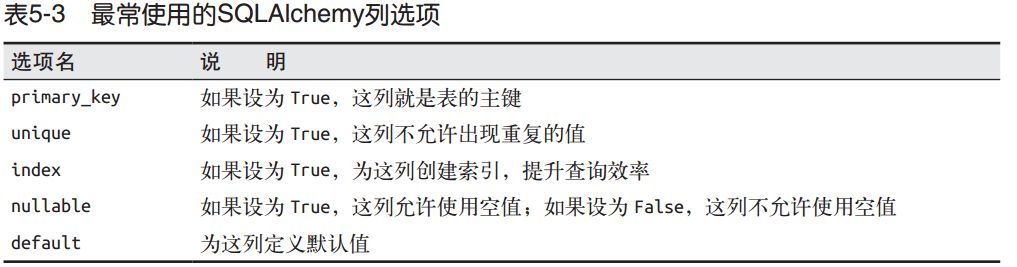 表5-3 最常使用的SQLAlchemy列选项
选项名 说 明
primary_key 如果设为 True，这列就是表的主键
unique 如果设为 True，这列不允许出现重复的值
index 如果设为 True，为这列创建索引，提升查询效率
nullable 如果设为 True，这列允许使用空值；如果设为 False，这列不允许使用空值
default 为这列定义默认值